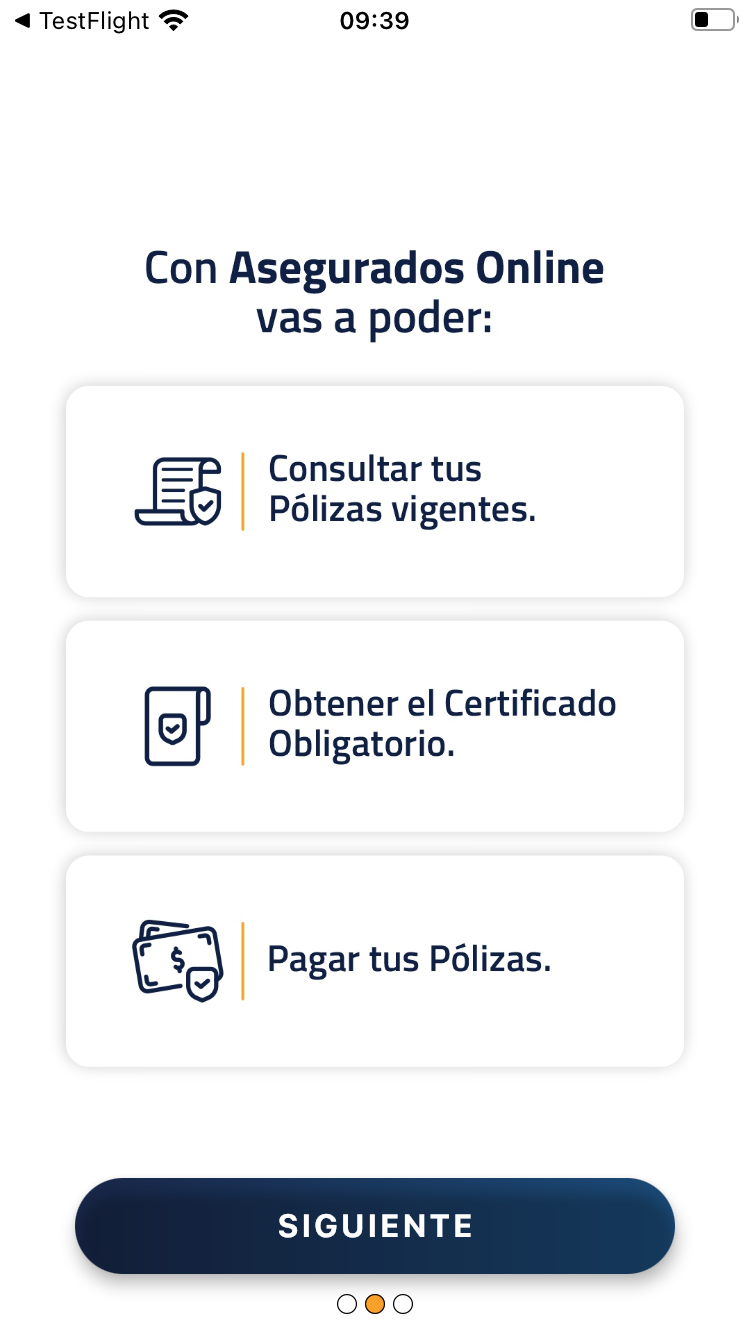 TestFlight 09:39
Con Asegurados Online
vas a poder:
Consultar tus
Pólizas vigentes.
Obtener el Certificado
Obligatorio.
$
Pagar tus Pólizas.
SIGUIENTE